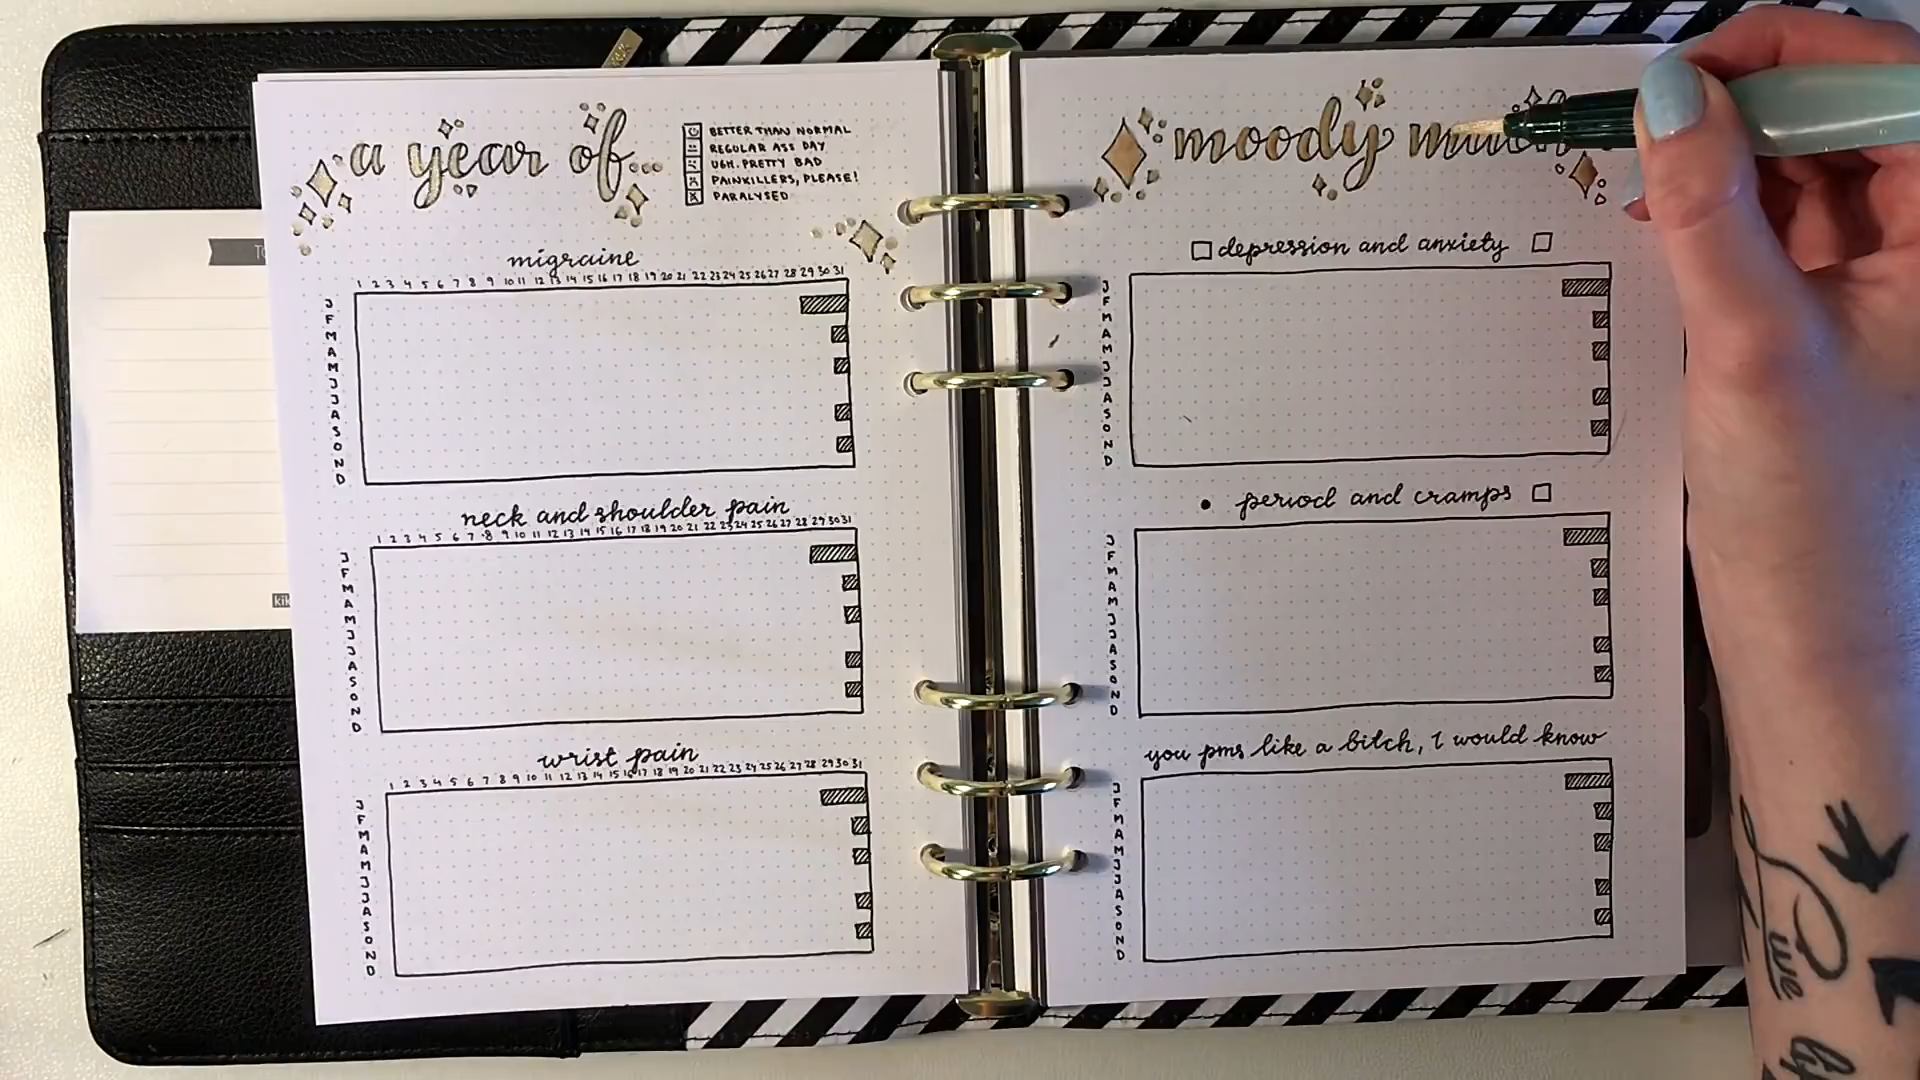 a year of...
BETTER THAN NORMAL
REGULAR ASS DAY
UGH. PRETTY BAD
PAINKILLERS, PLEASE!
PARALYSED
migraine
1 2 3 4 5 6 7 8 9 10 11 12 13 14 15 16 17 18 19 20 21 22 23 24 25 26 27 28 29 30 31
J
F
M
A
M
J
J
A
S
O
N
D
neck and shoulder pain
1 2 3 4 5 6 7 8 9 10 11 12 13 14 15 16 17 18 19 20 21 22 23 24 25 26 27 28 29 30 31
J
F
M
A
M
J
J
A
S
O
N
D
wrist pain
1 2 3 4 5 6 7 8 9 10 11 12 13 14 15 16 17 18 19 20 21 22 23 24 25 26 27 28 29 30 31
J
F
M
A
M
J
J
A
S
O
N
D
moody
depression and anxiety
J
F
M
A
M
J
J
A
S
O
N
D
period and cramps
J
F
M
A
M
J
J
A
S
O
N
D
you pms like a bitch, I would know
J
F
M
A
M
J
J
A
S
O
N
D